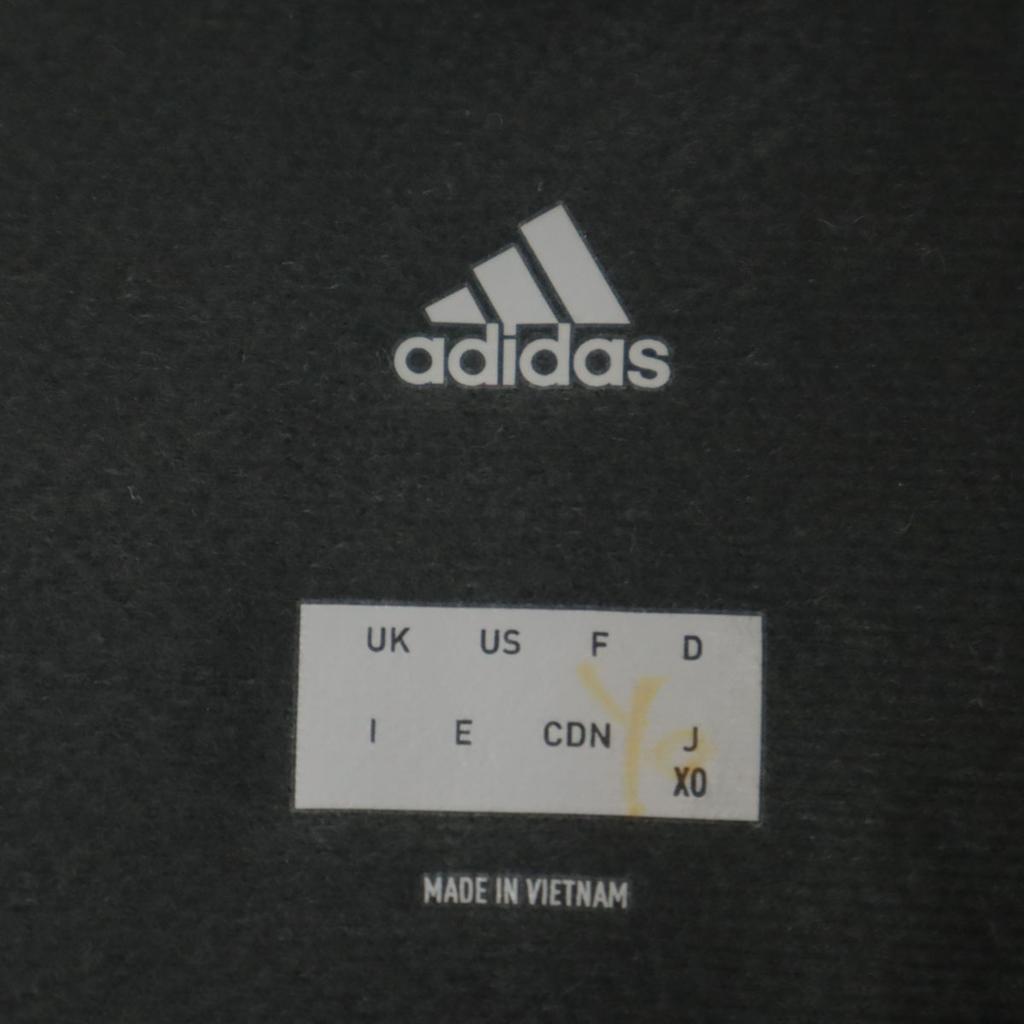 adidas
UK US F D
I E CDN J
XO
MADE IN VIETNAM